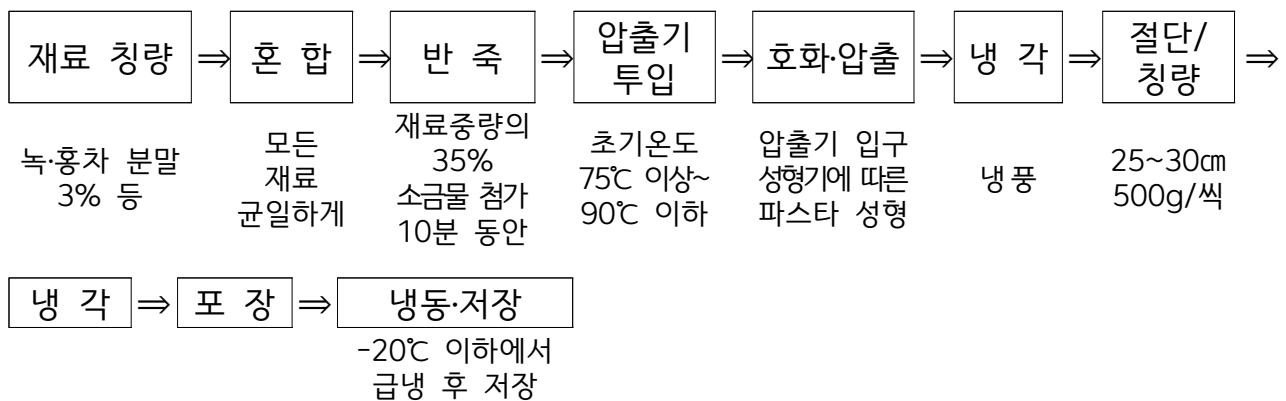 재료 칭량 ⇒ 혼 합 ⇒ 반 죽 ⇒ 압출기 투입 ⇒ 호화·압출 ⇒ 냉 각 ⇒ 절단/ 칭량 ⇒
녹·홍차 분말
3% 등
모든
재료
균일하게
재료중량의
35%
소금물 첨가
10분 동안
초기온도
75℃ 이상~
90℃ 이하
압출기 입구
성형기에 따른
파스타 성형
냉풍
25~30㎝
500g/씩
냉 각 ⇒ 포 장 ⇒ 냉동·저장
-20℃ 이하에서
급냉 후 저장